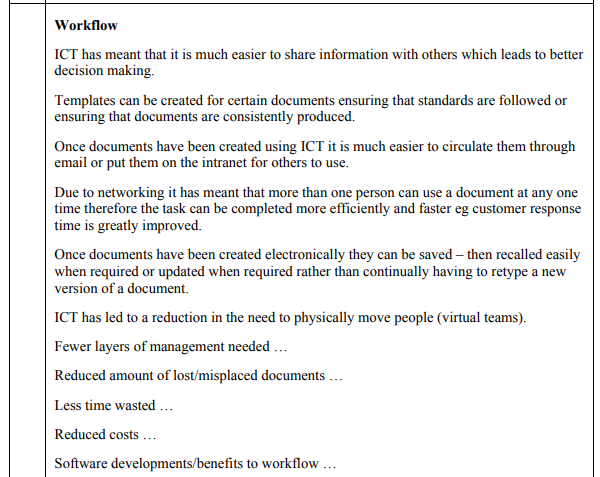 Workflow
ICT has meant that it is much easier to share information with others which leads to better
decision making.
Templates can be created for certain documents ensuring that standards are followed or
ensuring that documents are consistently produced.
Once documents have been created using ICT it is much easier to circulate them through
email or put them on the intranet for others to use.
Due to networking it has meant that more than one person can use a document at any one
time therefore the task can be completed more efficiently and faster eg customer response
time is greatly improved.
Once documents have been created electronically they can be saved – then recalled easily
when required or updated when required rather than continually having to retype a new
version of a document.
ICT has led to a reduction in the need to physically move people (virtual teams).
Fewer layers of management needed …
Reduced amount of lost/misplaced documents …
Less time wasted …
Reduced costs …
Software developments/benefits to workflow …